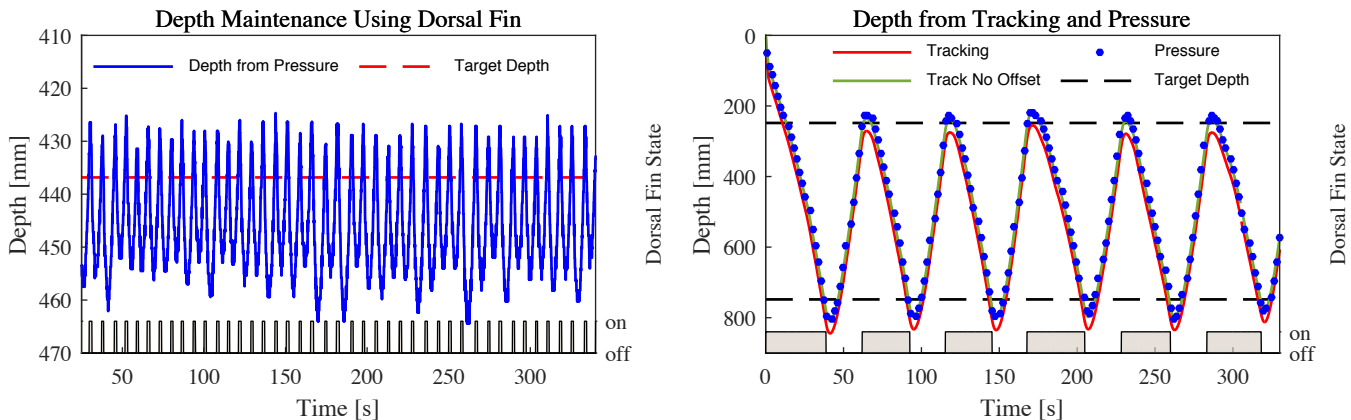 Depth Maintenance Using Dorsal Fin
410
420
430
440
450
460
470
Depth [mm]
Depth from Pressure
Target Depth
on
off
Dorsal Fin State
50
100
150
200
250
300
Time [s]
Depth from Tracking and Pressure
0
200
400
600
800
Depth [mm]
Tracking
Pressure
Track No Offset
Target Depth
on
off
Dorsal Fin State
0
50
100
150
200
250
300
Time [s]